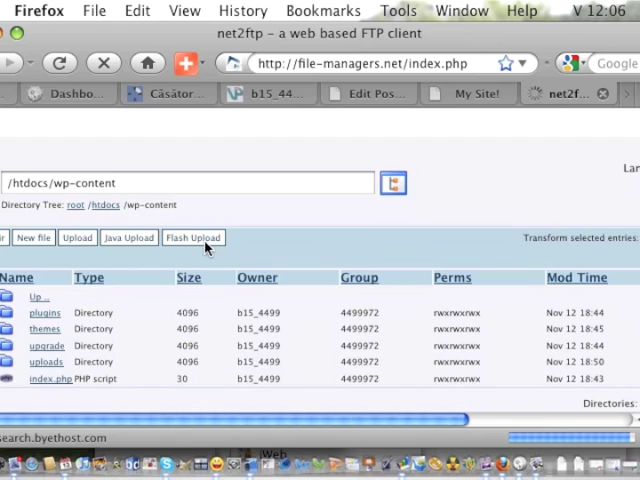 Firefox File Edit View History Bookmarks Tools Window Help V 12:06
net2ftp – a web based FTP client
http://file-managers.net/index.php Google
Dashbo... Căsător... b15_44... Edit Pos... My Site! net2f...
Lan
/htdocs/wp-content
Directory Tree: root /htdocs /wp-content
ir New file Upload Java Upload Flash Upload Transform selected entries:
Name Type Size Owner Group Perms Mod Time
Up ..
plugins Directory 4096 b15_4499 4499972 rwxrwxrwx Nov 12 18:44
themes Directory 4096 b15_4499 4499972 rwxrwxrwx Nov 12 18:45
upgrade Directory 4096 b15_4499 4499972 rwxrwxrwx Nov 12 18:44
uploads Directory 4096 b15_4499 4499972 rwxrwxrwx Nov 12 18:50
index.php PHP script 30 b15_4499 4499972 rwxrwxrwx Nov 12 18:43
Directories:
search.byethost.com
iWeb